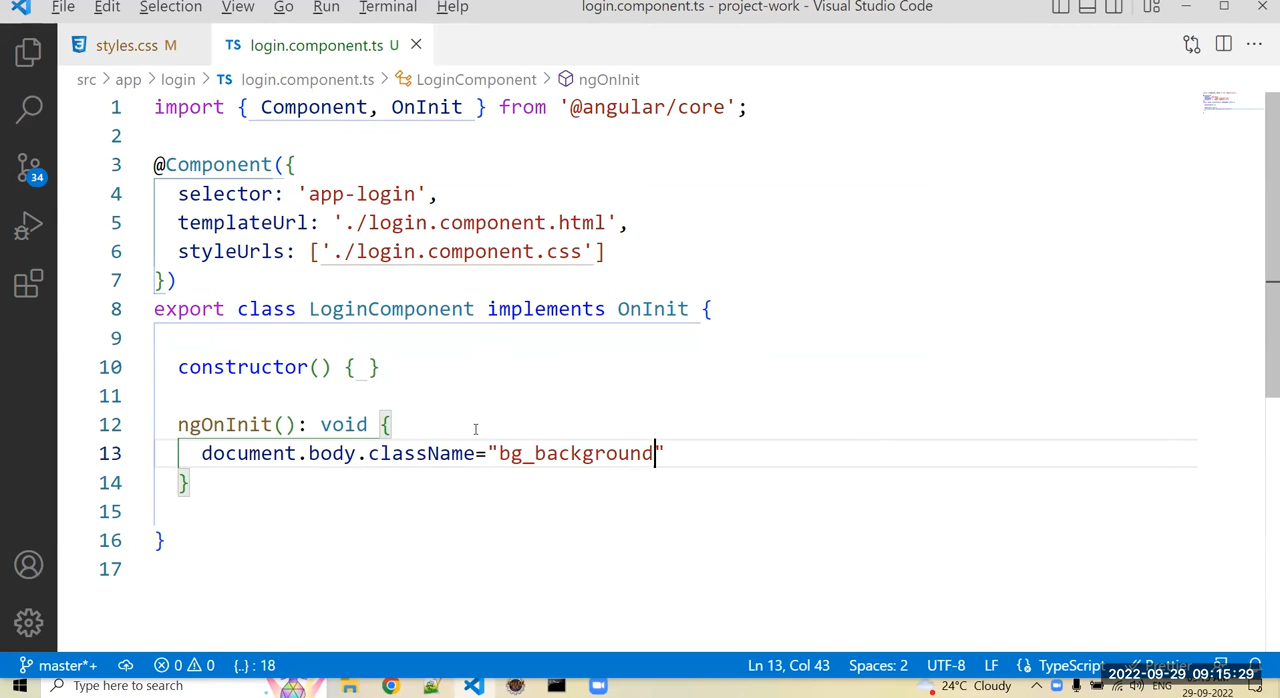 File Edit Selection View Go Run Terminal Help login.component.ts - project-work - Visual Studio Code
styles.css M TS login.component.ts U
src > app > login > TS login.component.ts > LoginComponent > ngOnInit
1 import { Component, OnInit } from '@angular/core';
2
3 @Component({
4 selector: 'app-login',
5 templateUrl: './login.component.html',
6 styleUrls: ['./login.component.css']
7 })
8 export class LoginComponent implements OnInit {
9
10 constructor() { }
11
12 ngOnInit(): void {
13 document.body.className="bg_background"
14 }
15
16 }
17
34
master*+ 0 0 {..} : 18 Ln 13, Col 43 Spaces: 2 UTF-8 LF TypeScript Prettier
2022-09-29 09:15:29
Type here to search 24°C Cloudy ENG
29-09-2022